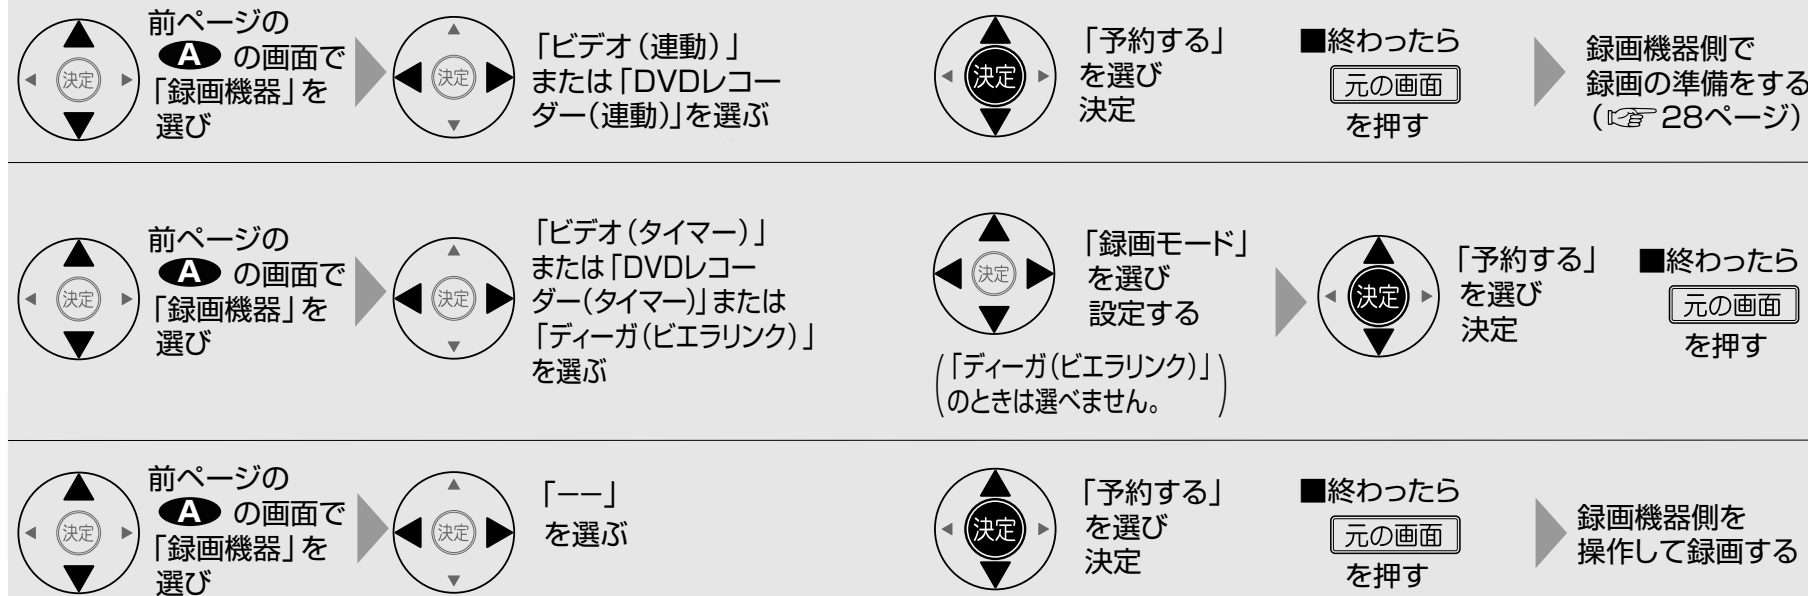 前ページの
A の画面で
「録画機器」を
選び
決定
決定
「ビデオ(連動)」
または「DVDレコー
ダー(連動)」を選ぶ
決定
「予約する」
を選び
決定
■終わったら
元の画面
を押す
録画機器側で
録画の準備をする
(☞28ページ)
前ページの
A の画面で
「録画機器」を
選び
決定
決定
「ビデオ(タイマー)」
または「DVDレコー
ダー(タイマー)」または
「ディーガ(ビエラリンク)」
を選ぶ
決定
「録画モード」
を選び
設定する
(「ディーガ(ビエラリンク)」
のときは選べません。)
決定
「予約する」
を選び
決定
■終わったら
元の画面
を押す
前ページの
A の画面で
「録画機器」を
選び
決定
決定
「−−」
を選ぶ
決定
「予約する」
を選び
決定
■終わったら
元の画面
を押す
録画機器側を
操作して録画する